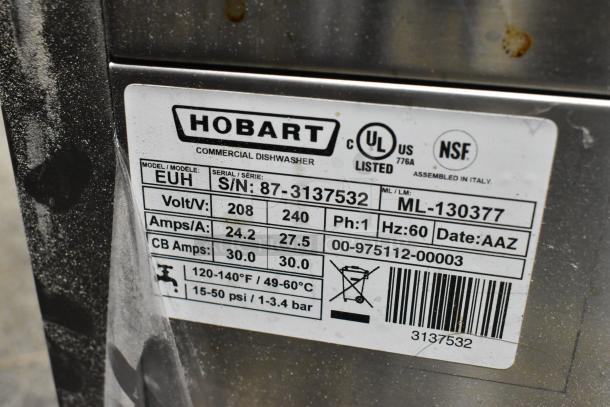 HOBART
COMMERCIAL DISHWASHER
C UL US
LISTED 776A
NSF
ASSEMBLED IN ITALY.
MODEL / MODÈLE: EUH
SERIAL / SÉRIE: S/N: 87-3137532
ML / LM: ML-130377
Volt/V: 208 240 Ph:1 Hz:60 Date:AAZ
Amps/A: 24.2 27.5 00-975112-00003
CB Amps: 30.0 30.0
120-140°F / 49-60°C
15-50 psi / 1-3.4 bar
3137532